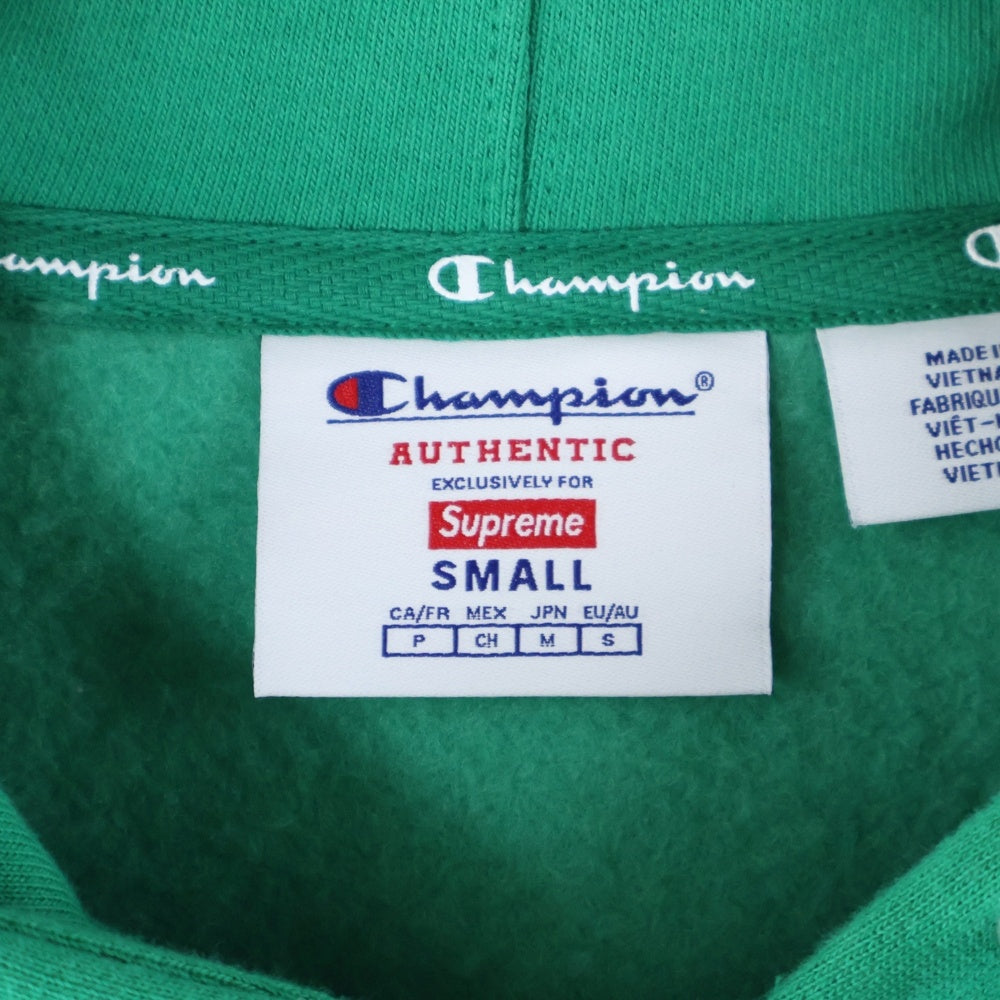 ampion
Champion
Champion®
AUTHENTIC
EXCLUSIVELY FOR
Supreme
SMALL
CA/FR MEX JPN EU/AU
P CH M S
MADE I
VIETNA
FABRIQU
VIÊT-
HECHO
VIET